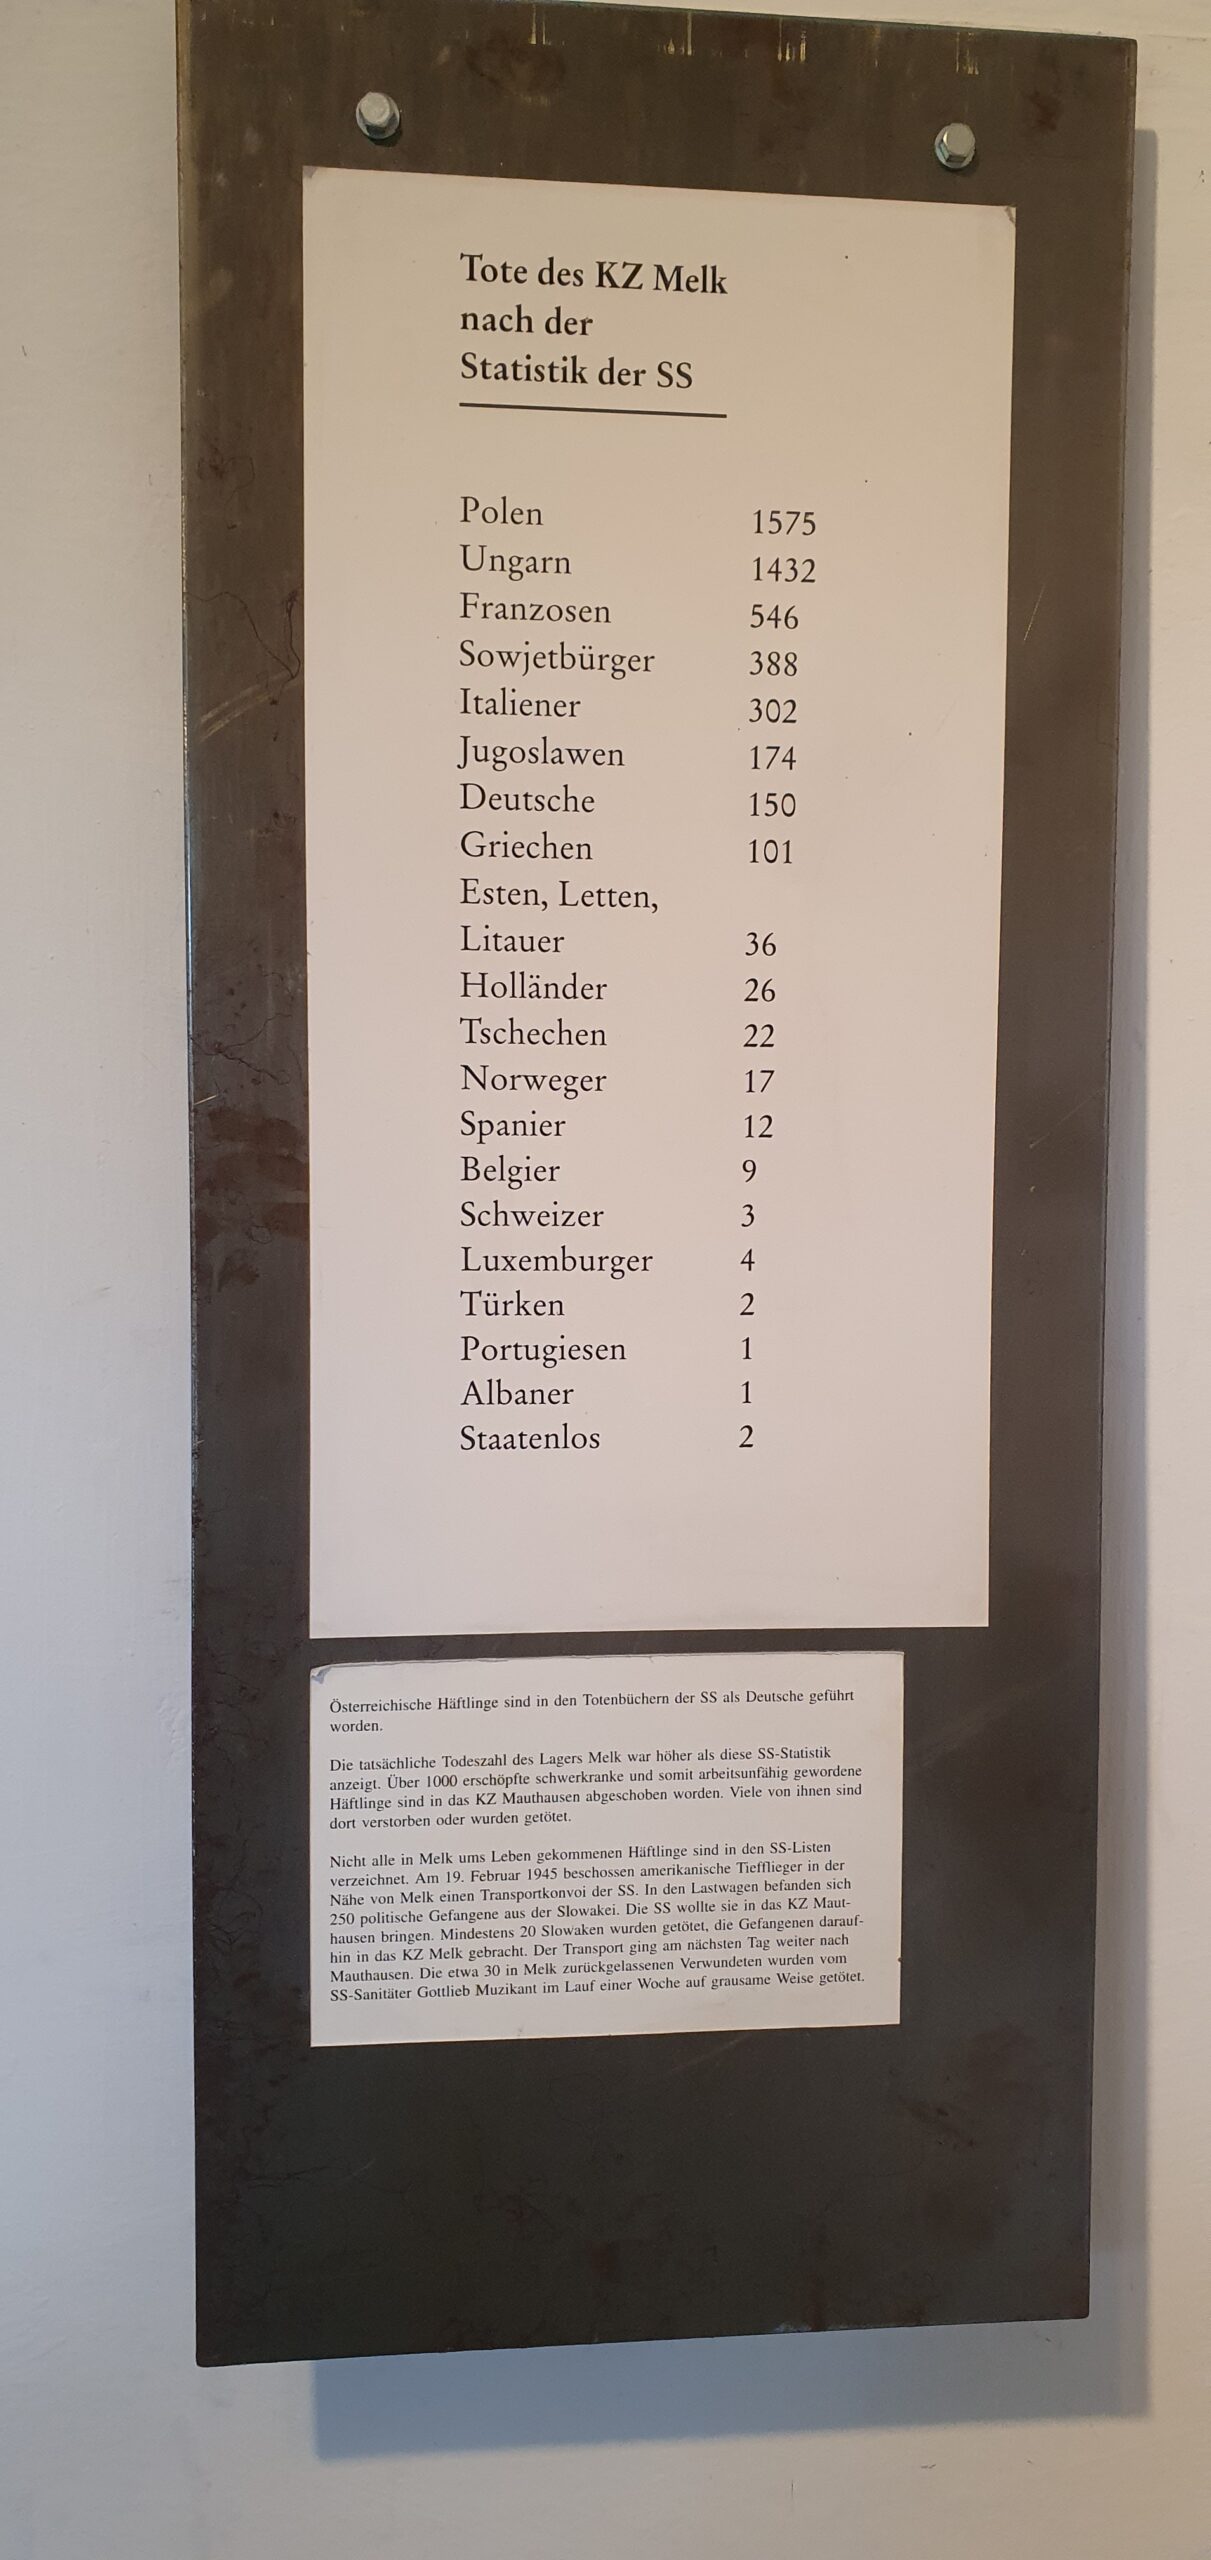 Tote des KZ Melk
nach der
Statistik der SS
Polen 1575
Ungarn 1432
Franzosen 546
Sowjetbürger 388
Italiener 302
Jugoslawen 174
Deutsche 150
Griechen 101
Esten, Letten,
Litauer 36
Holländer 26
Tschechen 22
Norweger 17
Spanier 12
Belgier 9
Schweizer 3
Luxemburger 4
Türken 2
Portugiesen 1
Albaner 1
Staatenlos 2
Österreichische Häftlinge sind in den Totenbüchern der SS als Deutsche geführt
worden.
Die tatsächliche Todeszahl des Lagers Melk war höher als diese SS-Statistik
anzeigt. Über 1000 erschöpfte schwerkranke und somit arbeitsunfähig gewordene
Häftlinge sind in das KZ Mauthausen abgeschoben worden. Viele von ihnen sind
dort verstorben oder wurden getötet.
Nicht alle in Melk ums Leben gekommenen Häftlinge sind in den SS-Listen
verzeichnet. Am 19. Februar 1945 beschossen amerikanische Tiefflieger in der
Nähe von Melk einen Transportkonvoi der SS. In den Lastwagen befanden sich
250 politische Gefangene aus der Slowakei. Die SS wollte sie in das KZ Maut-
hausen bringen. Mindestens 20 Slowaken wurden getötet, die Gefangenen darauf-
hin in das KZ Melk gebracht. Der Transport ging am nächsten Tag weiter nach
Mauthausen. Die etwa 30 in Melk zurückgelassenen Verwundeten wurden vom
SS-Sanitäter Gottlieb Muzikant im Lauf einer Woche auf grausame Weise getötet.